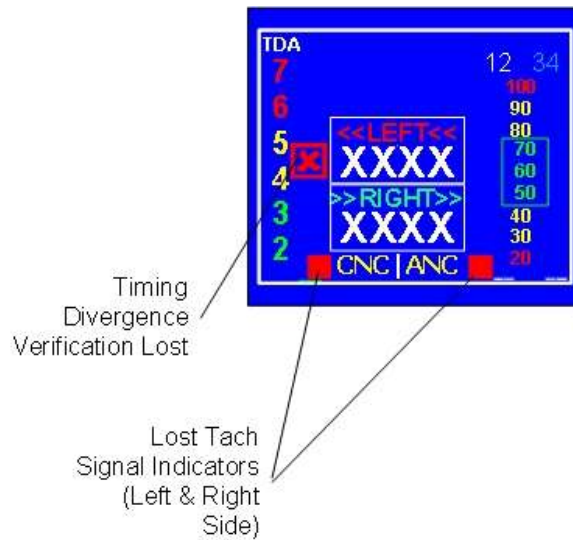 TDA
7
6
5
4
3
2
12 34
100
90
80
70
60
50
40
30
20
<<LEFT<<
XXXX
>>RIGHT>>
XXXX
X
CNC | ANC
Timing
Divergence
Verification Lost
Lost Tach
Signal Indicators
(Left & Right
Side)